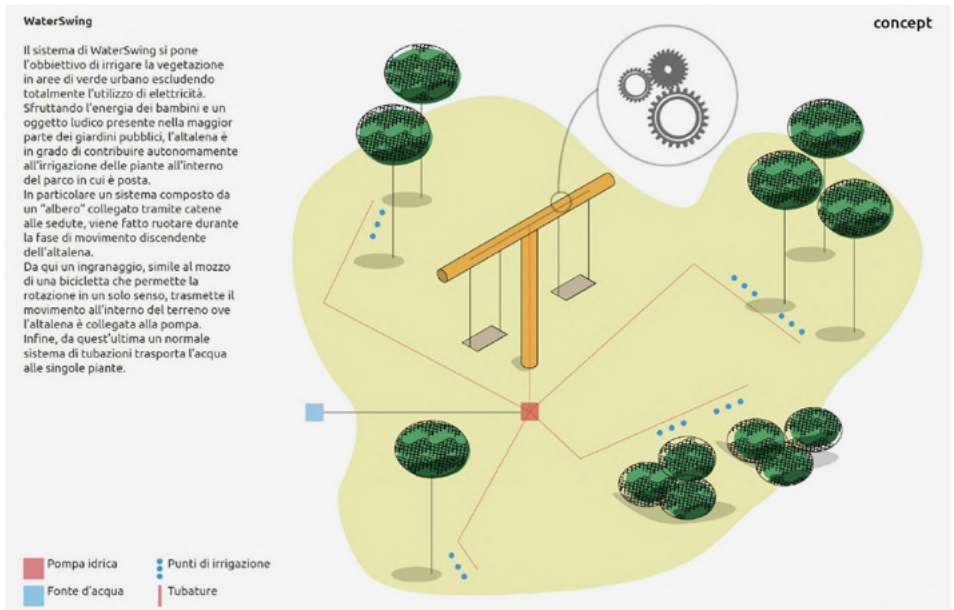 WaterSwing
concept
Il sistema di WaterSwing si pone
l'obbiettivo di irrigare la vegetazione
in aree di verde urbano escludendo
totalmente l'utilizzo di elettricità.
Sfruttando l'energia dei bambini e un
oggetto ludico presente nella maggior
parte dei giardini pubblici, l'altalena è
in grado di contribuire autonomamente
all'irrigazione delle piante all'interno
del parco in cui è posta.
In particolare un sistema composto da
un "albero" collegato tramite catene
alle sedute, viene fatto ruotare durante
la fase di movimento discendente
dell'altalena.
Da qui un ingranaggio, simile al mozzo
di una bicicletta che permette la
rotazione in un solo senso, trasmette il
movimento all'interno del terreno ove
l'altalena è collegata alla pompa.
Infine, da quest'ultima un normale
sistema di tubazioni trasporta l'acqua
alle singole piante.
Pompa idrica
Punti di irrigazione
Fonte d'acqua
Tubature